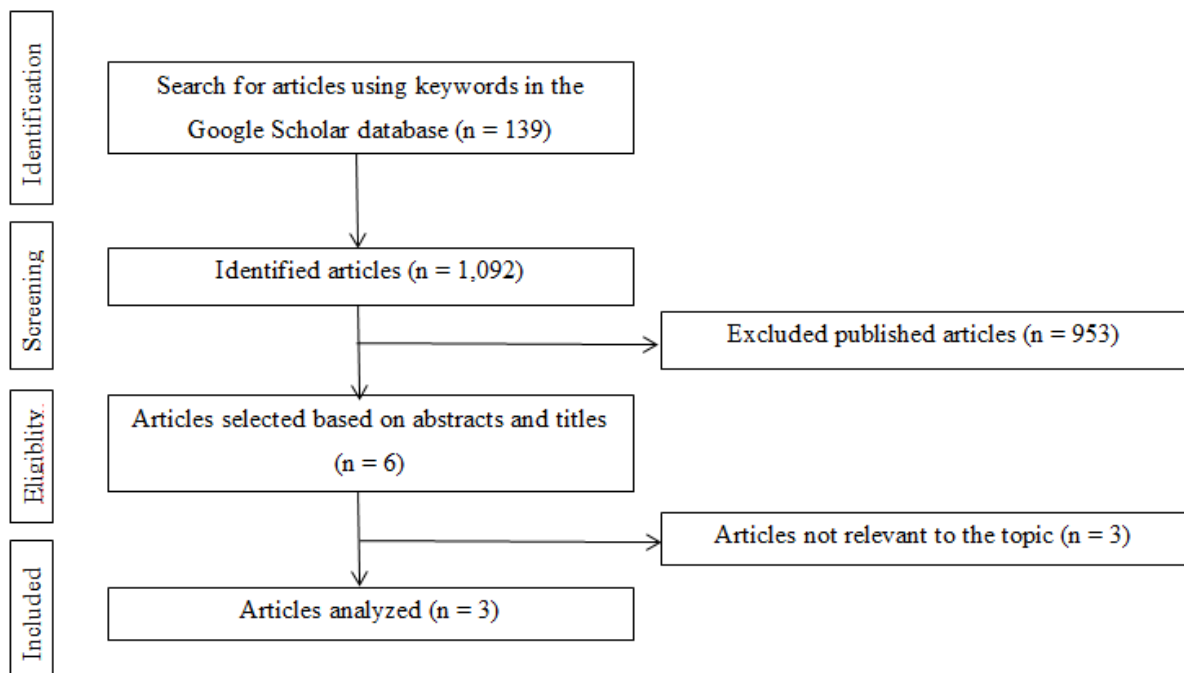 Identification
Search for articles using keywords in the
Google Scholar database (n = 139)
Screening
Identified articles (n = 1,092)
Excluded published articles (n = 953)
Eligiblity
Articles selected based on abstracts and titles
(n = 6)
Articles not relevant to the topic (n = 3)
Included
Articles analyzed (n = 3)